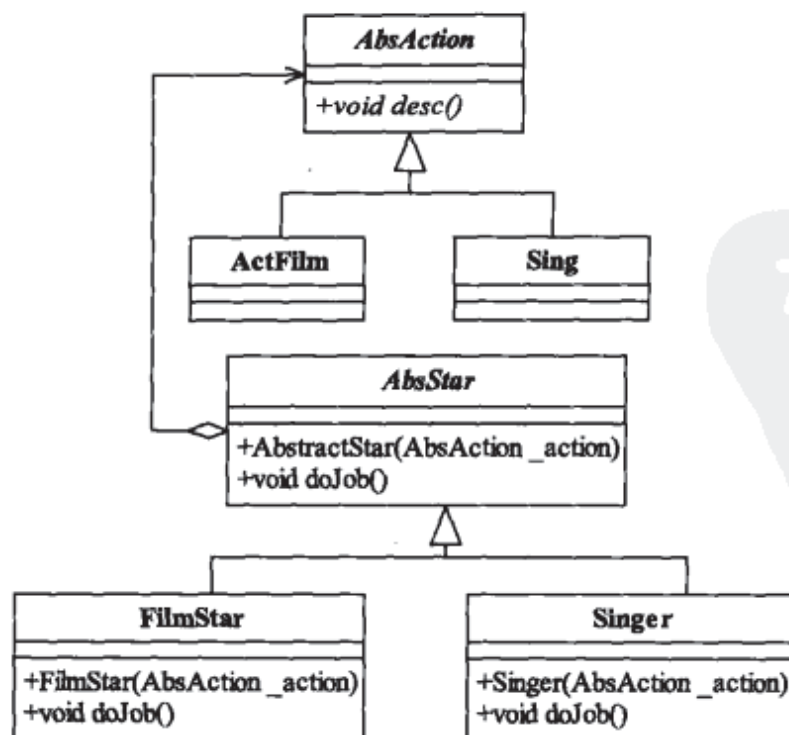 AbsAction
+void desc()
ActFilm
Sing
AbsStar
+AbstractStar(AbsAction _action)
+void doJob()
FilmStar
+FilmStar(AbsAction _action)
+void doJob()
Singer
+Singer(AbsAction _action)
+void doJob()